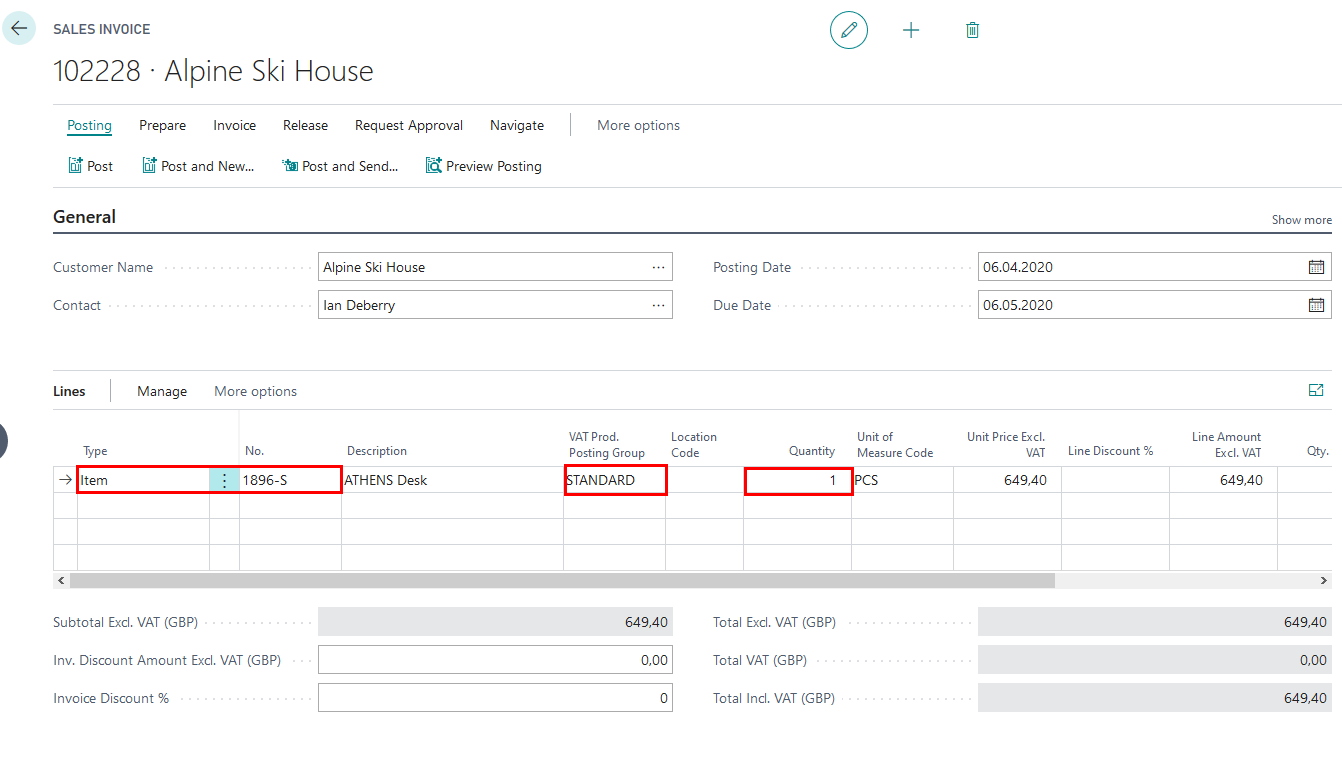 SALES INVOICE
102228 · Alpine Ski House
Posting Prepare Invoice Release Request Approval Navigate More options
Post Post and New... Post and Send... Preview Posting
General Show more
Customer Name Alpine Ski House ... Posting Date 06.04.2020
Contact Ian Deberry ... Due Date 06.05.2020
Lines Manage More options
Type No. Description VAT Prod. Posting Group Location Code Quantity Unit of Measure Code Unit Price Excl. VAT Line Discount % Line Amount Excl. VAT Qty.
Item 1896-S ATHENS Desk STANDARD 1 PCS 649,40 649,40
Subtotal Excl. VAT (GBP) 649,40 Total Excl. VAT (GBP) 649,40
Inv. Discount Amount Excl. VAT (GBP) 0,00 Total VAT (GBP) 0,00
Invoice Discount % 0 Total Incl. VAT (GBP) 649,40